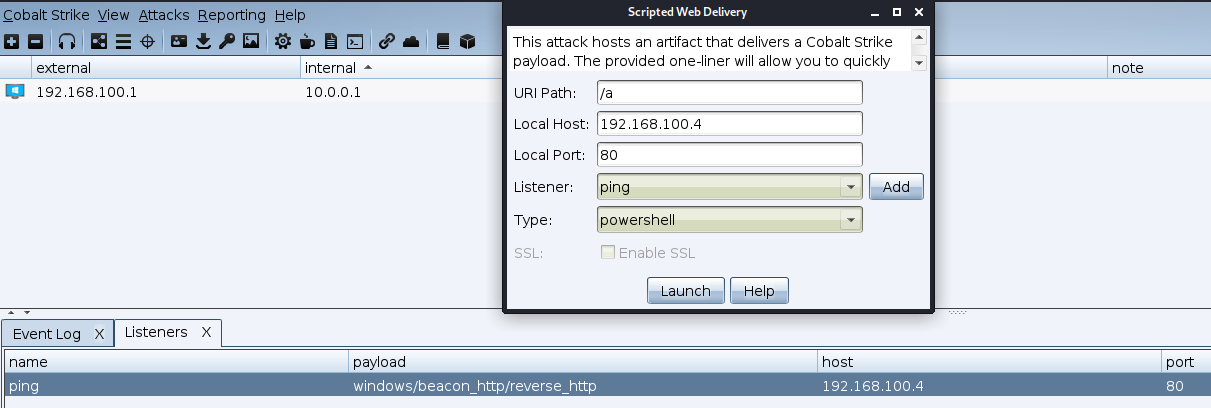 Scripted Web Delivery
Cobalt Strike View Attacks Reporting Help
This attack hosts an artifact that delivers a Cobalt Strike
payload. The provided one-liner will allow you to quickly
external internal note
192.168.100.1 10.0.0.1
URI Path: /a
Local Host: 192.168.100.4
Local Port: 80
Listener: ping Add
Type: powershell
SSL: Enable SSL
Launch Help
Event Log X Listeners X
name payload host port
ping windows/beacon_http/reverse_http 192.168.100.4 80